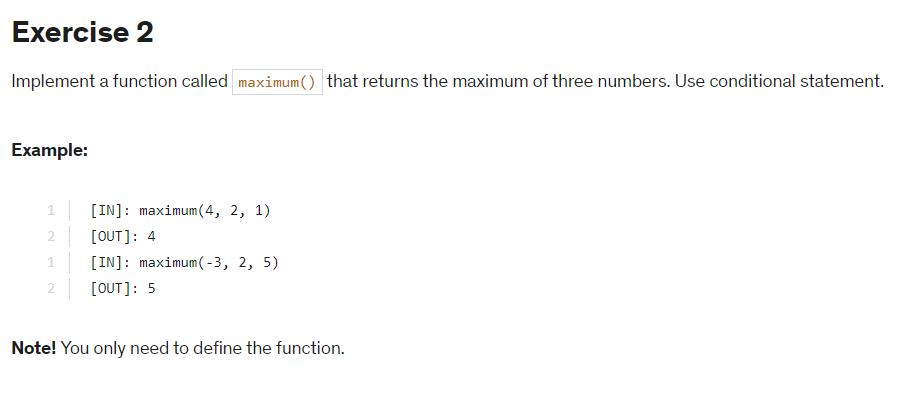 Exercise 2
Implement a function called maximum() that returns the maximum of three numbers. Use conditional statement.
Example:
1 [IN]: maximum(4, 2, 1)
2 [OUT]: 4
1 [IN]: maximum(-3, 2, 5)
2 [OUT]: 5
Note! You only need to define the function.